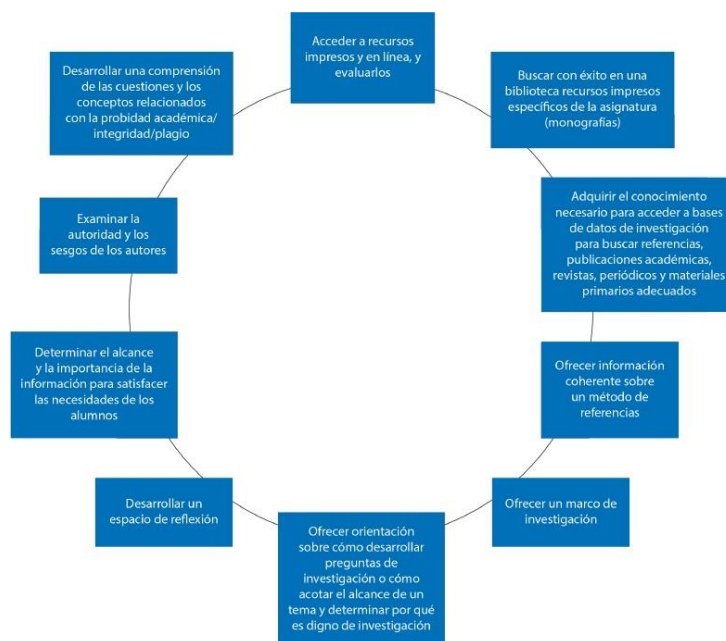 Acceder a recursos
impresos y en línea, y
evaluarlos
Buscar con éxito en una
biblioteca recursos impresos
específicos de la asignatura
(monografías)
Adquirir el conocimiento
necesario para acceder a bases
de datos de investigación
para buscar referencias,
publicaciones académicas,
revistas, periódicos y materiales
primarios adecuados
Ofrecer información
coherente sobre
un método de
referencias
Ofrecer un marco de
investigación
Ofrecer orientación
sobre cómo desarrollar
preguntas de
investigación o cómo
acotar el alcance de un
tema y determinar por qué
es digno de investigación
Desarrollar un
espacio de reflexión
Determinar el alcance
y la importancia de la
información para satisfacer
las necesidades de los
alumnos
Examinar la
autoridad y los
sesgos de los autores
Desarrollar una comprensión
de las cuestiones y los
conceptos relacionados
con la probidad académica/
integridad/plagio